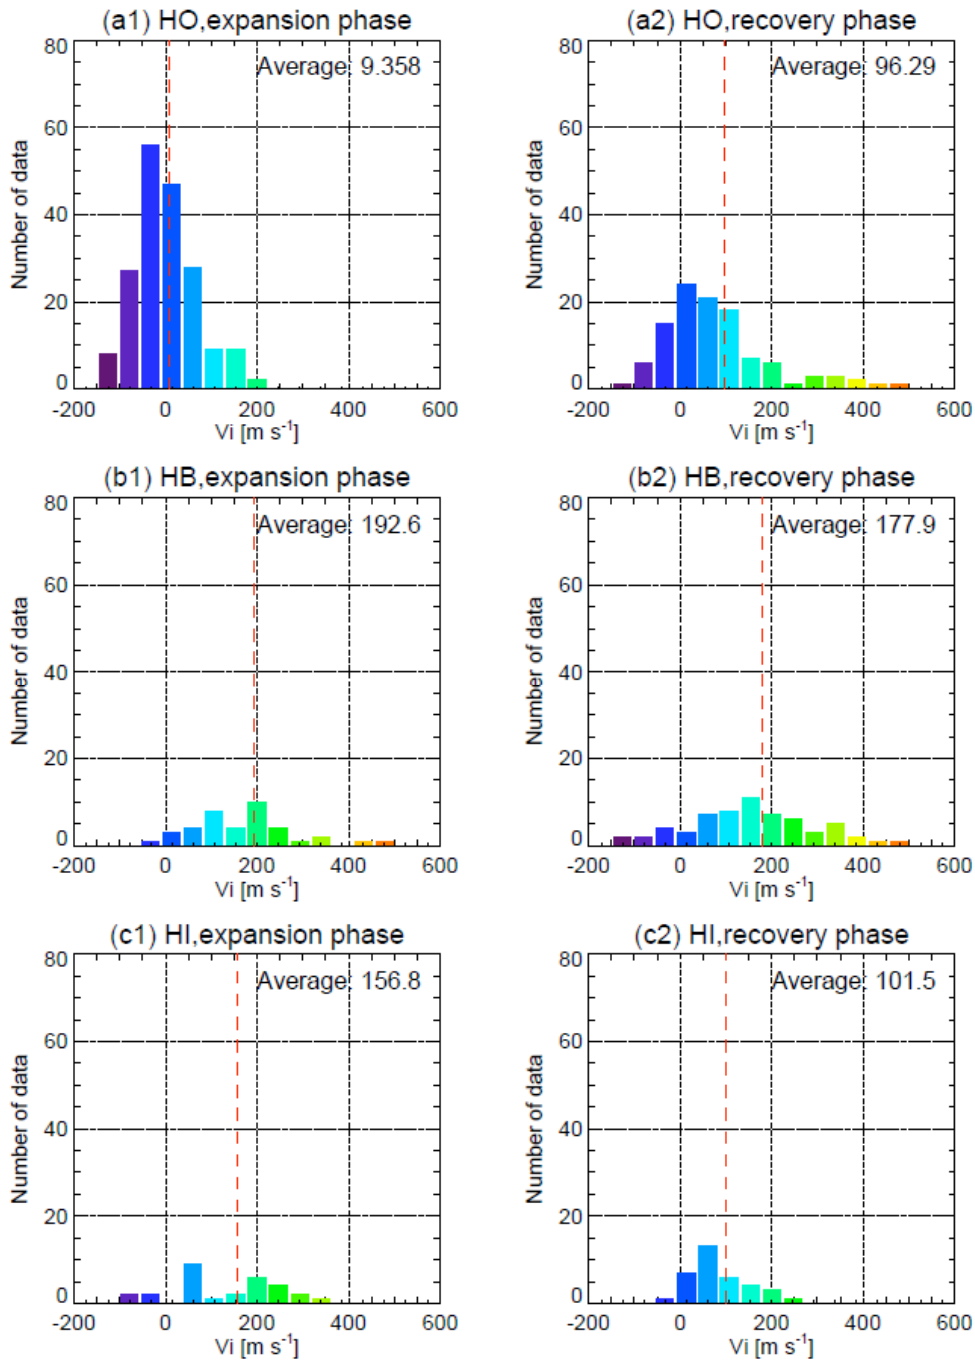 (a1) HO,expansion phase
Average: 9.358
80
60
40
20
0
Number of data
-200 0 200 400 600
Vi [m s⁻¹]
(a2) HO,recovery phase
Average: 96.29
80
60
40
20
0
Number of data
-200 0 200 400 600
Vi [m s⁻¹]
(b1) HB,expansion phase
Average: 192.6
80
60
40
20
0
Number of data
-200 0 200 400 600
Vi [m s⁻¹]
(b2) HB,recovery phase
Average: 177.9
80
60
40
20
0
Number of data
-200 0 200 400 600
Vi [m s⁻¹]
(c1) HI,expansion phase
Average: 156.8
80
60
40
20
0
Number of data
-200 0 200 400 600
Vi [m s⁻¹]
(c2) HI,recovery phase
Average: 101.5
80
60
40
20
0
Number of data
-200 0 200 400 600
Vi [m s⁻¹]